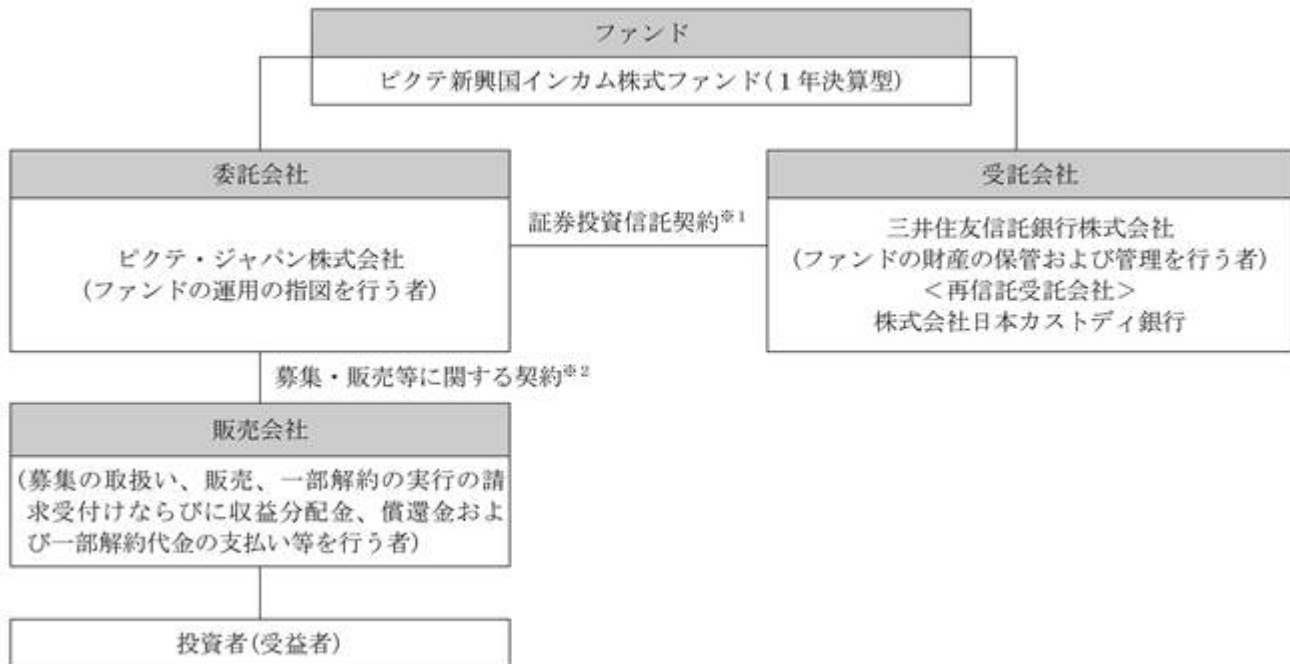 ファンド
ピクテ新興国インカム株式ファンド(1年決算型)
委託会社
ピクテ・ジャパン株式会社
(ファンドの運用の指図を行う者)
証券投資信託契約※1
受託会社
三井住友信託銀行株式会社
(ファンドの財産の保管および管理を行う者)
<再信託受託会社>
株式会社日本カストディ銀行
募集・販売等に関する契約※2
販売会社
(募集の取扱い、販売、一部解約の実行の請
求受付けならびに収益分配金、償還金およ
び一部解約代金の支払い等を行う者)
投資者(受益者)